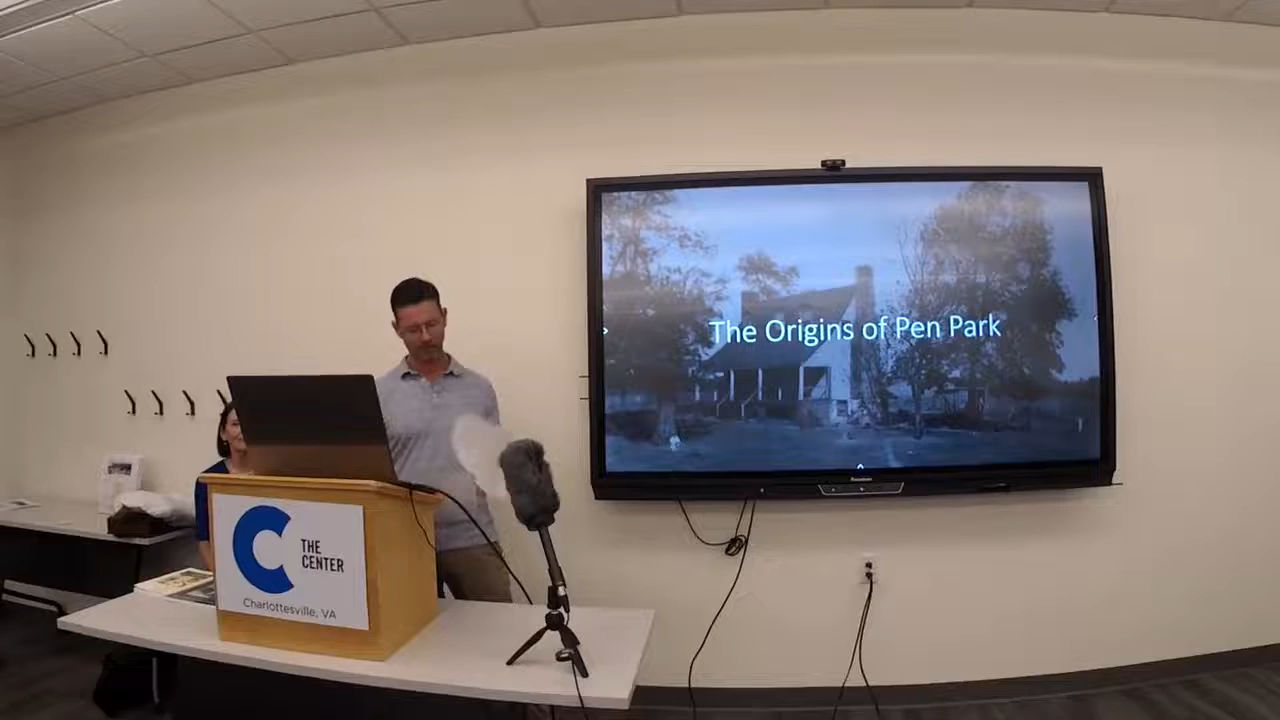 The Origins of Pen Park
THE
CENTER
Charlottesville, VA